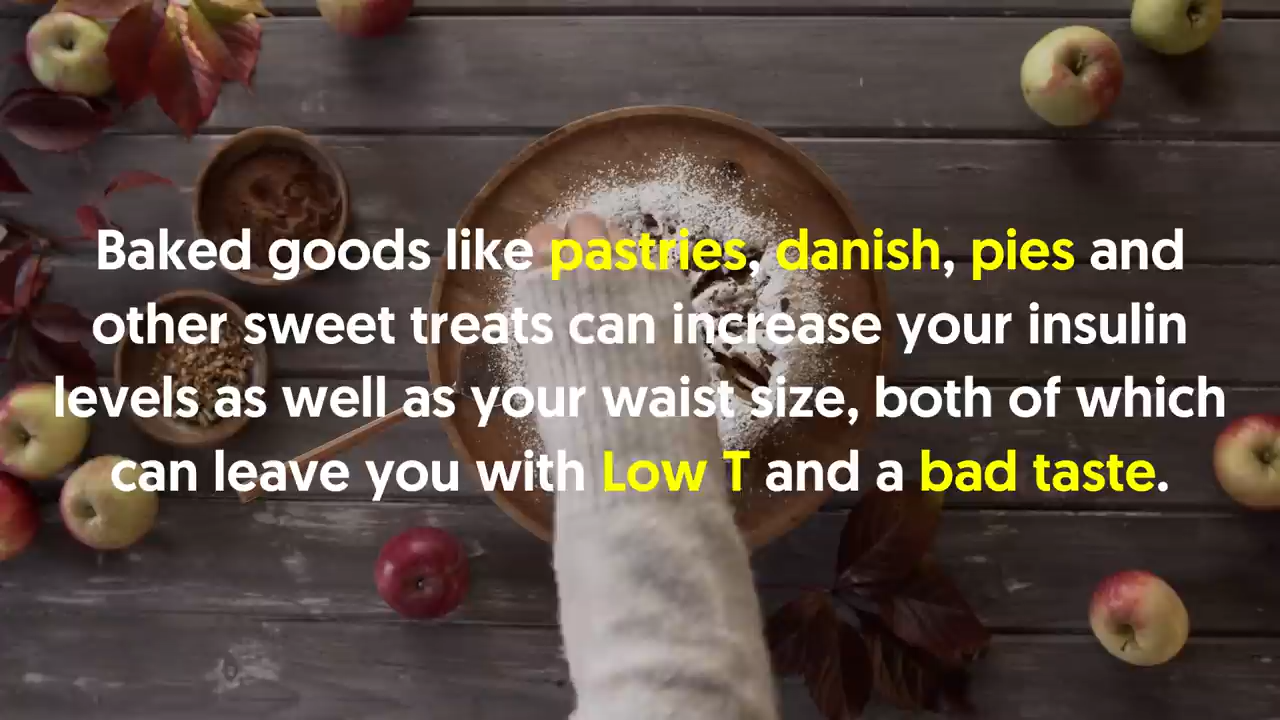 Baked goods like pastries, danish, pies and
other sweet treats can increase your insulin
levels as well as your waist size, both of which
can leave you with Low T and a bad taste.